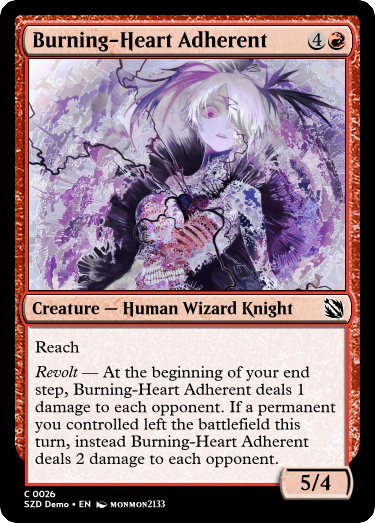 Burning-Heart Adherent 4
Creature — Human Wizard Knight
Reach
Revolt — At the beginning of your end
step, Burning-Heart Adherent deals 1
damage to each opponent. If a permanent
you controlled left the battlefield this
turn, instead Burning-Heart Adherent
deals 2 damage to each opponent.
5/4
C 0026
SZD Demo • EN MONMON2133